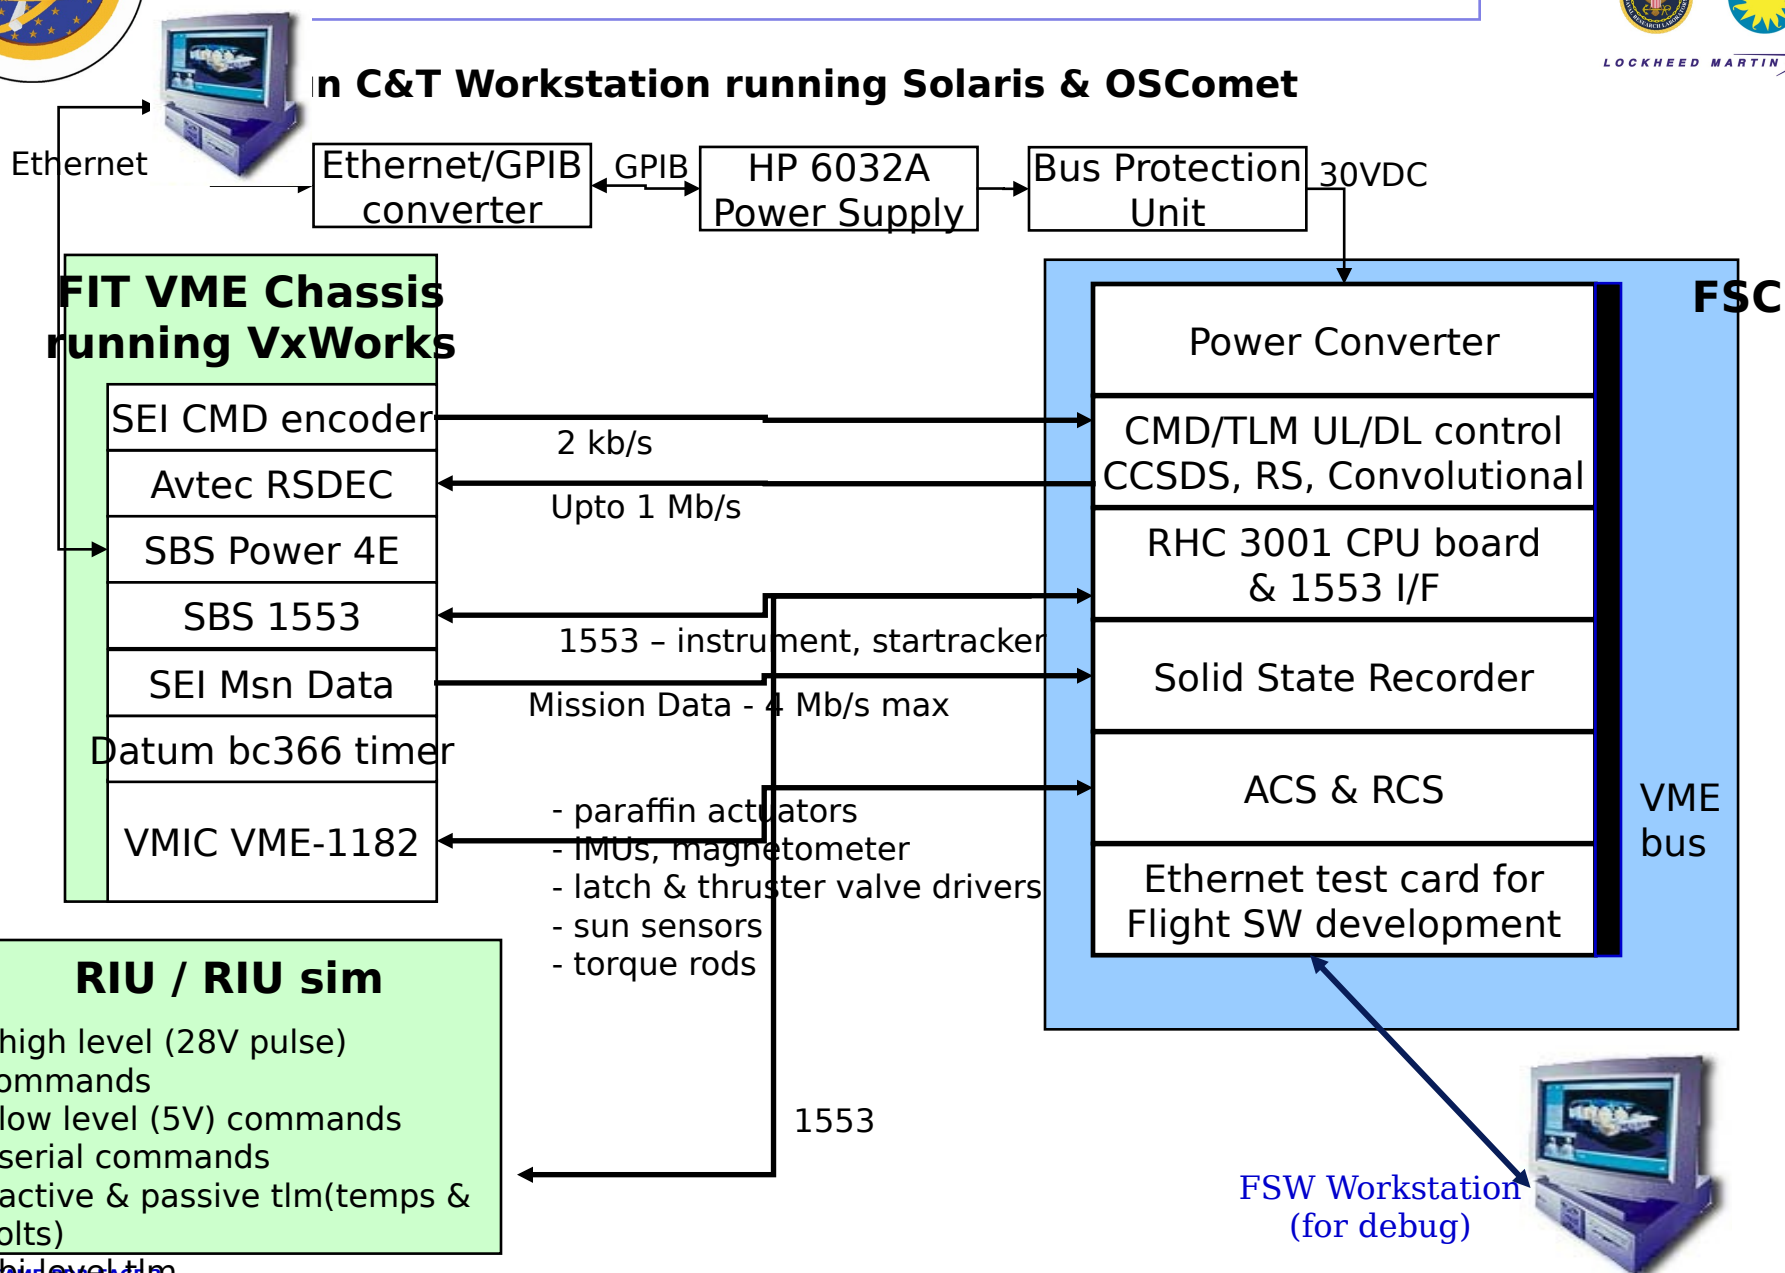 LOCKHEED MARTIN
n C&T Workstation running Solaris & OSComet
Ethernet
Ethernet/GPIB
converter
GPIB
HP 6032A
Power Supply
Bus Protection
Unit
30VDC
FIT VME Chassis
running VxWorks
SEI CMD encoder
Avtec RSDEC
SBS Power 4E
SBS 1553
SEI Msn Data
Datum bc366 timer
VMIC VME-1182
2 kb/s
Upto 1 Mb/s
1553 – instrument, startracker
Mission Data - 4 Mb/s max
- paraffin actuators
- IMUs, magnetometer
- latch & thruster valve drivers
- sun sensors
- torque rods
FSC
Power Converter
CMD/TLM UL/DL control
CCSDS, RS, Convolutional
RHC 3001 CPU board
& 1553 I/F
Solid State Recorder
ACS & RCS
Ethernet test card for
Flight SW development
VME
bus
RIU / RIU sim
high level (28V pulse)
ommands
low level (5V) commands
serial commands
active & passive tlm(temps &
olts)
hi-level tlm
1553
FSW Workstation
(for debug)